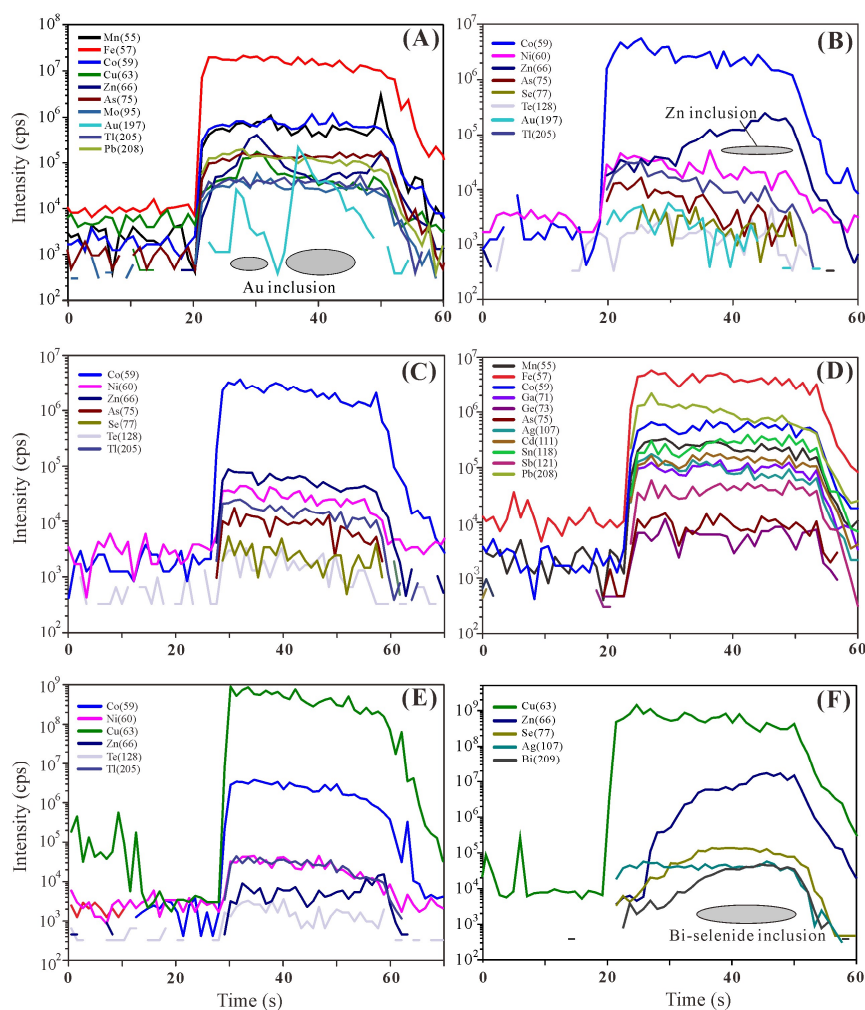 (A)
Mn(55)
Fe(57)
Co(59)
Cu(63)
Zn(66)
As(75)
Mo(95)
Au(197)
Tl(205)
Pb(208)
Intensity (cps)
10^8
10^7
10^6
10^5
10^4
10^3
10^2
0 20 40 60
Au inclusion
(B)
Co(59)
Ni(60)
Zn(66)
As(75)
Se(77)
Te(128)
Au(197)
Tl(205)
Zn inclusion
10^7
10^6
10^5
10^4
10^3
10^2
0 20 40 60
(C)
Co(59)
Ni(60)
Zn(66)
As(75)
Se(77)
Te(128)
Tl(205)
Intensity (cps)
10^7
10^6
10^5
10^4
10^3
10^2
0 20 40 60
(D)
Mn(55)
Fe(57)
Co(59)
Ga(71)
Ge(73)
As(75)
Ag(107)
Cd(111)
Sn(118)
Sb(121)
Pb(208)
10^7
10^6
10^5
10^4
10^3
10^2
0 20 40 60
(E)
Co(59)
Ni(60)
Cu(63)
Zn(66)
Te(128)
Tl(205)
Intensity (cps)
10^9
10^8
10^7
10^6
10^5
10^4
10^3
10^2
0 20 40 60
Time (s)
(F)
Cu(63)
Zn(66)
Se(77)
Ag(107)
Bi(209)
Bi-selenide inclusion
10^9
10^8
10^7
10^6
10^5
10^4
10^3
10^2
0 20 40 60
Time (s)